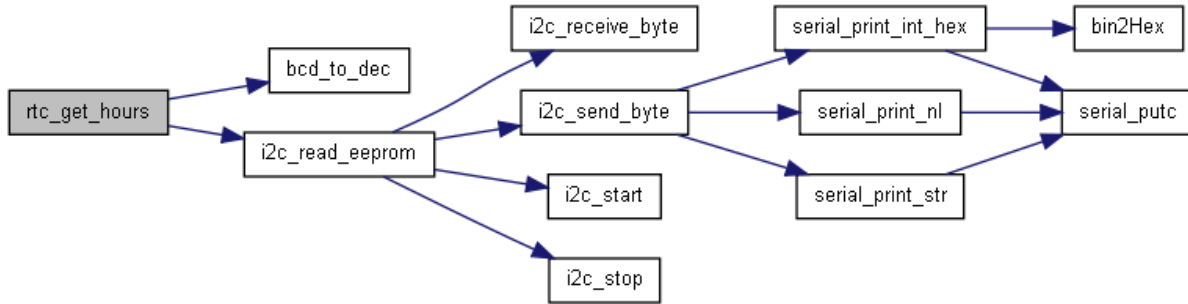 rtc_get_hours
bcd_to_dec
i2c_read_eeprom
i2c_receive_byte
i2c_send_byte
i2c_start
i2c_stop
serial_print_int_hex
serial_print_nl
serial_print_str
bin2Hex
serial_putc